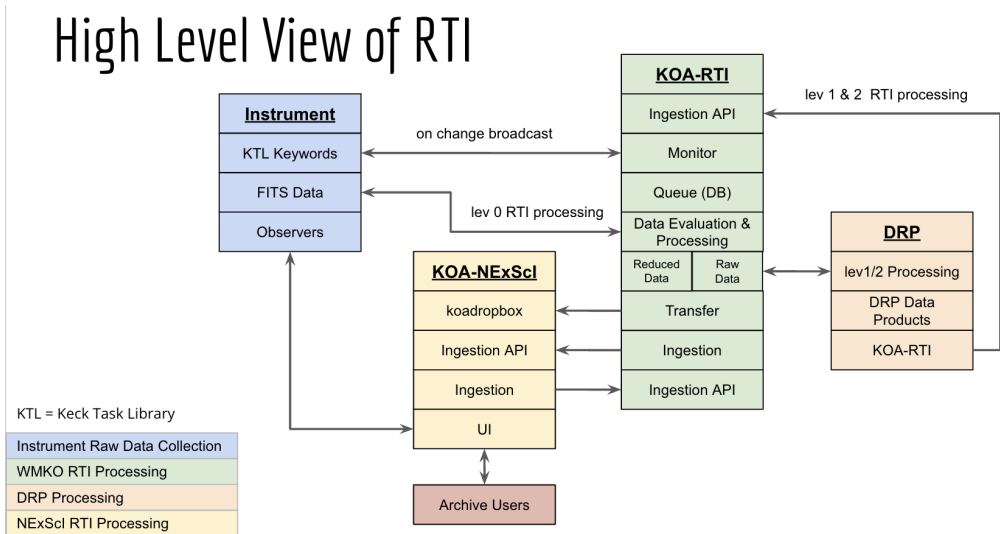 High Level View of RTI
Instrument
KTL Keywords
FITS Data
Observers
on change broadcast
lev 0 RTI processing
KOA-RTI
Ingestion API
Monitor
Queue (DB)
Data Evaluation &
Processing
Reduced
Data
Raw
Data
Transfer
Ingestion
Ingestion API
lev 1 & 2 RTI processing
DRP
lev1/2 Processing
DRP Data
Products
KOA-RTI
KOA-NExScI
koadropbox
Ingestion API
Ingestion
UI
Archive Users
KTL = Keck Task Library
Instrument Raw Data Collection
WMKO RTI Processing
DRP Processing
NExScI RTI Processing